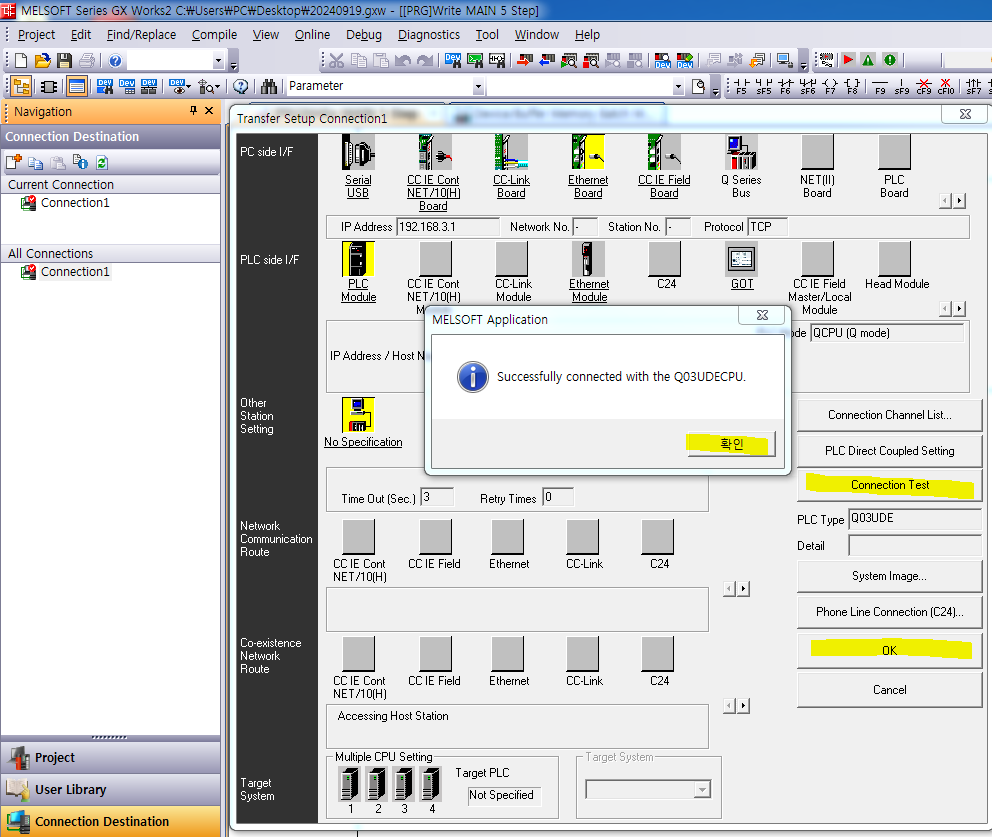 MELSOFT Series GX Works2 C:₩Users₩PC₩Desktop₩20240919.gxw - [[PRG]Write MAIN 5 Step]
Project Edit Find/Replace Compile View Online Debug Diagnostics Tool Window Help
Parameter
F5 sF5 F6 sF6 F7 F8 F9 sF9 cF9 cF10 sF7
Navigation
Connection Destination
Current Connection
Connection1
All Connections
Connection1
Project
User Library
Connection Destination
Transfer Setup Connection1
PC side I/F
Serial
USB
CC IE Cont
NET/10(H)
Board
CC-Link
Board
Ethernet
Board
CC IE Field
Board
Q Series
Bus
NET(II)
Board
PLC
Board
IP Address 192.168.3.1 Network No. - Station No. - Protocol TCP
PLC side I/F
PLC
Module
CC IE Cont
NET/10(H)
CC-Link
Module
Ethernet
Module
C24
GOT
CC IE Field
Master/Local
Module
Head Module
IP Address / Host N
ode QCPU (Q mode)
MELSOFT Application
Successfully connected with the Q03UDECPU.
확인
Other
Station
Setting
No Specification
Time Out (Sec.) 3 Retry Times 0
Connection Channel List...
PLC Direct Coupled Setting
Connection Test
PLC Type Q03UDE
Detail
System Image...
Phone Line Connection (C24)...
OK
Cancel
Network
Communication
Route
CC IE Cont
NET/10(H)
CC IE Field
Ethernet
CC-Link
C24
Co-existence
Network
Route
CC IE Cont
NET/10(H)
CC IE Field
Ethernet
CC-Link
C24
Accessing Host Station
Target
System
Multiple CPU Setting
1 2 3 4
Target PLC
Not Specified
Target System